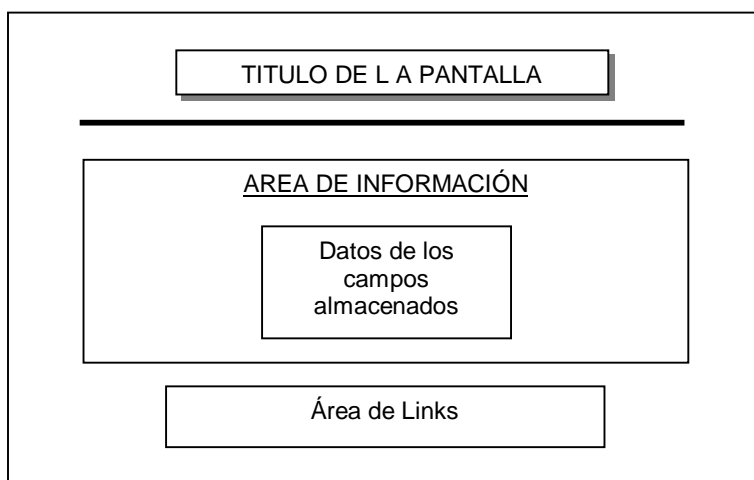 TITULO DE L A PANTALLA
AREA DE INFORMACIÓN
Datos de los
campos
almacenados
Área de Links